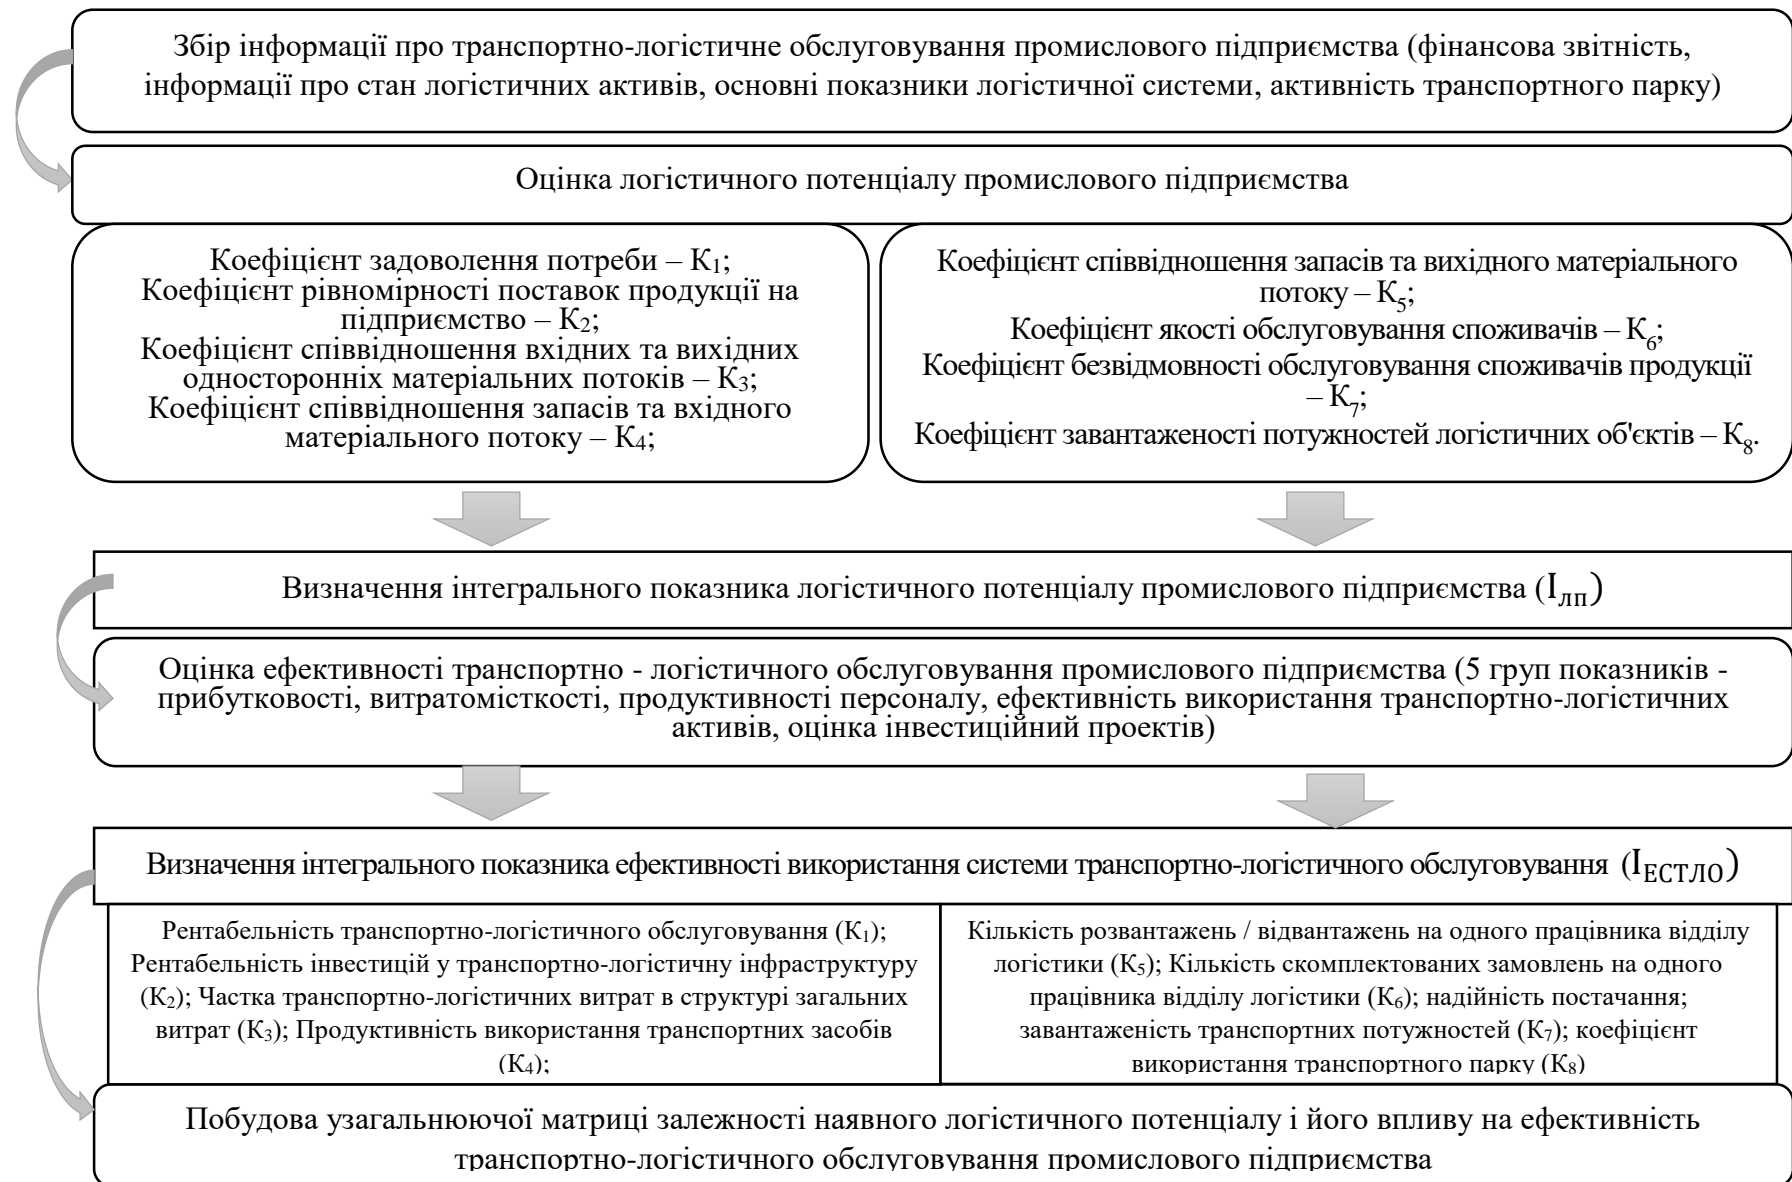 Збір інформації про транспортно-логістичне обслуговування промислового підприємства (фінансова звітність,
інформації про стан логістичних активів, основні показники логістичної системи, активність транспортного парку)
Оцінка логістичного потенціалу промислового підприємства
Коефіцієнт задоволення потреби – К₁;
Коефіцієнт рівномірності поставок продукції на
підприємство – К₂;
Коефіцієнт співвідношення вхідних та вихідних
односторонніх матеріальних потоків – К₃;
Коефіцієнт співвідношення запасів та вхідного
матеріального потоку – К₄;
Коефіцієнт співвідношення запасів та вихідного матеріального
потоку – К₅;
Коефіцієнт якості обслуговування споживачів – К₆;
Коефіцієнт безвідмовності обслуговування споживачів продукції
– К₇;
Коефіцієнт завантаженості потужностей логістичних об'єктів – К₈.
Визначення інтегрального показника логістичного потенціалу промислового підприємства (Iлп)
Оцінка ефективності транспортно - логістичного обслуговування промислового підприємства (5 груп показників -
прибутковості, витратомісткості, продуктивності персоналу, ефективність використання транспортно-логістичних
активів, оцінка інвестиційний проектів)
Визначення інтегрального показника ефективності використання системи транспортно-логістичного обслуговування (IЕСТЛО)
Рентабельність транспортно-логістичного обслуговування (К₁);
Рентабельність інвестицій у транспортно-логістичну інфраструктуру
(К₂); Частка транспортно-логістичних витрат в структурі загальних
витрат (К₃); Продуктивність використання транспортних засобів
(К₄);
Кількість розвантажень / відвантажень на одного працівника відділу
логістики (К₅); Кількість скомплектованих замовлень на одного
працівника відділу логістики (К₆); надійність постачання;
завантаженість транспортних потужностей (К₇); коефіцієнт
використання транспортного парку (К₈)
Побудова узагальнюючої матриці залежності наявного логістичного потенціалу і його впливу на ефективність
транспортно-логістичного обслуговування промислового підприємства